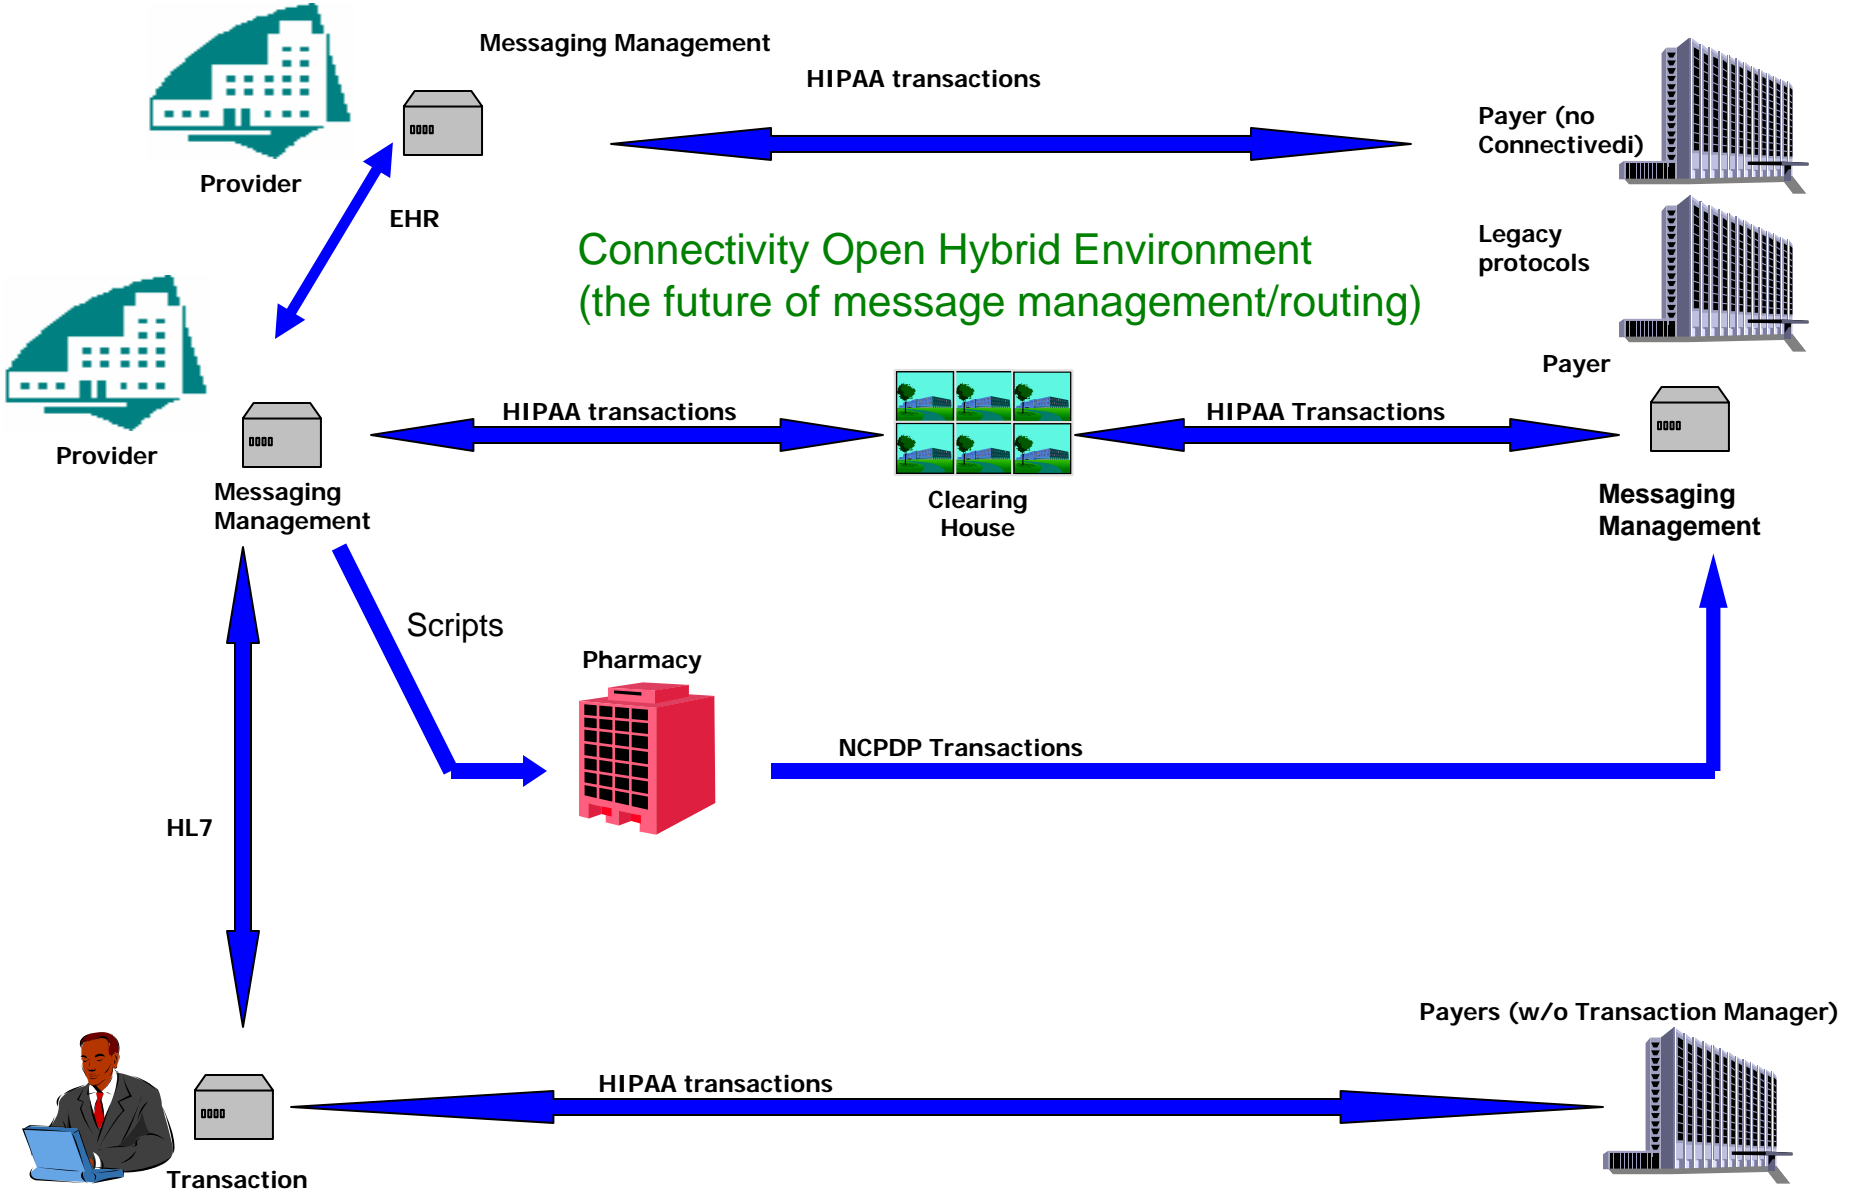 Messaging Management
HIPAA transactions
Payer (no
Connectivedi)
Provider
EHR
Connectivity Open Hybrid Environment
(the future of message management/routing)
Legacy
protocols
Payer
HIPAA transactions
HIPAA Transactions
Provider
Messaging
Management
Clearing
House
Messaging
Management
Scripts
Pharmacy
NCPDP Transactions
HL7
Payers (w/o Transaction Manager)
HIPAA transactions
Transaction